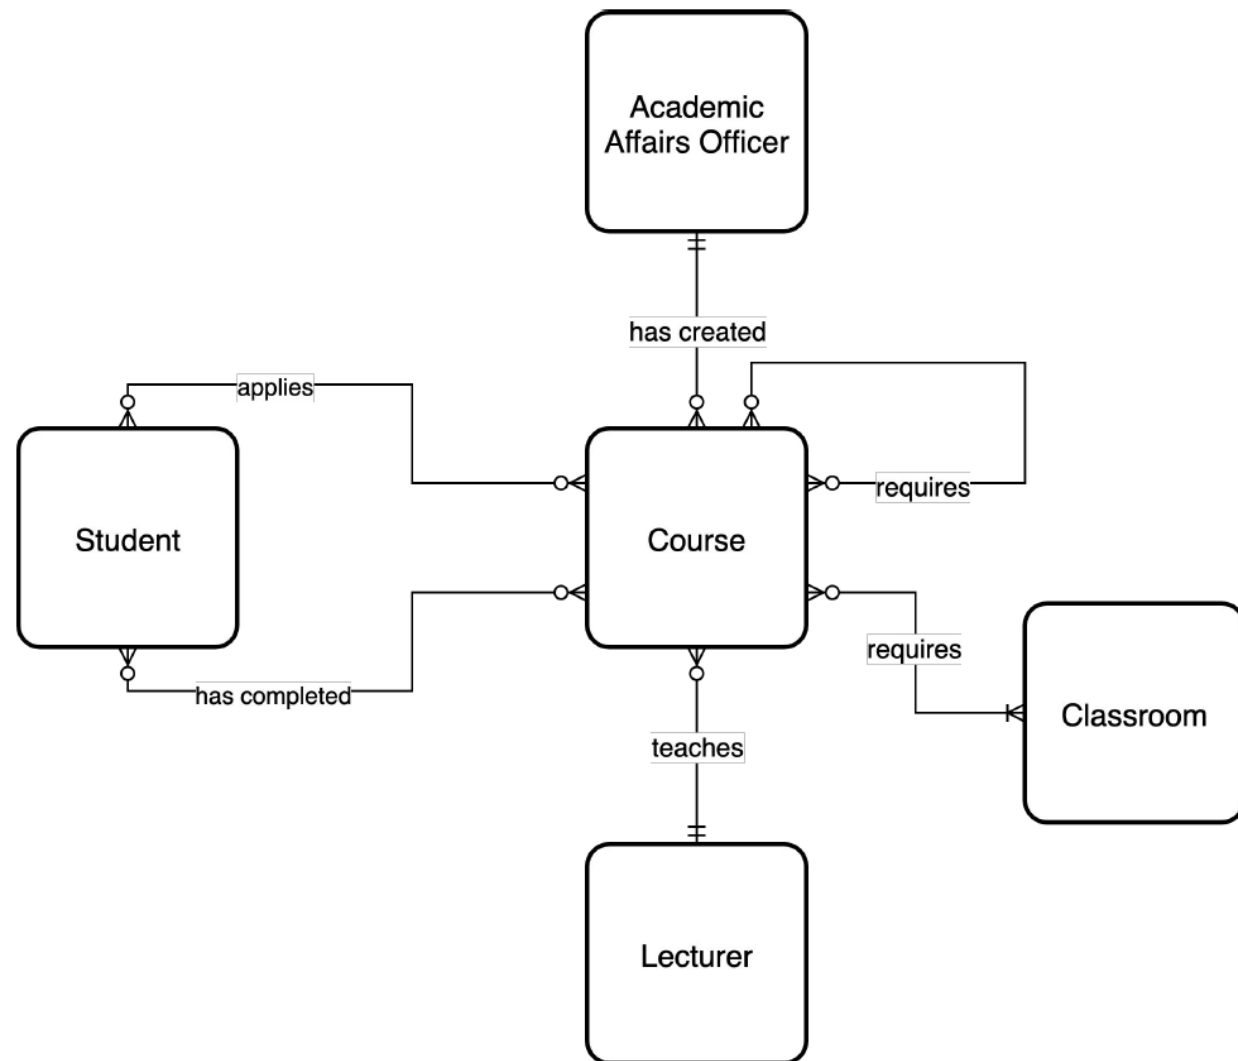 Academic
Affairs Officer
has created
applies
requires
Student
Course
requires
has completed
Classroom
teaches
Lecturer